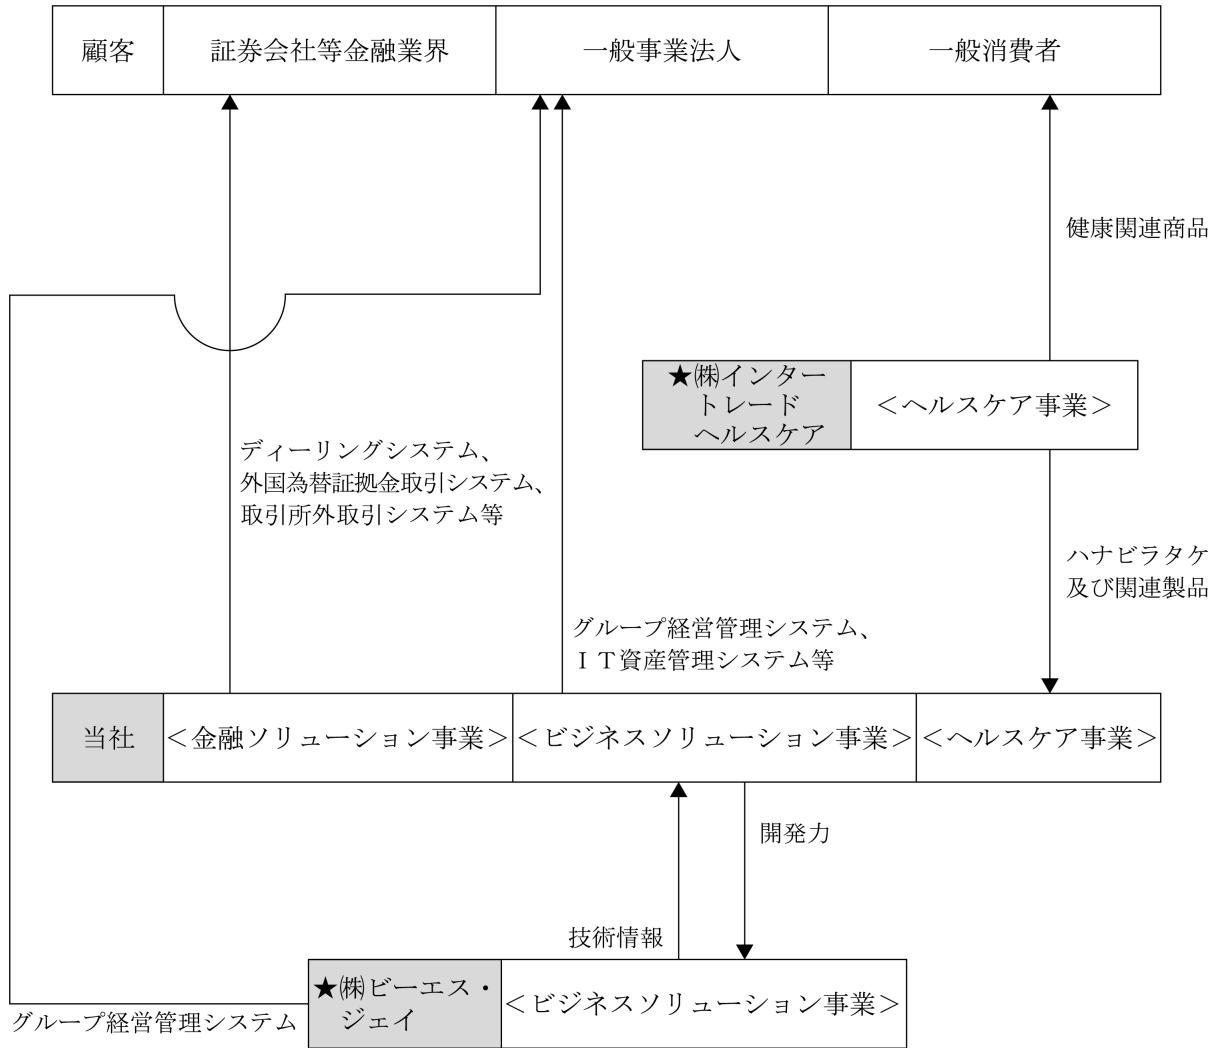 顧客
証券会社等金融業界
一般事業法人
一般消費者
健康関連商品
★㈱インター
トレード
ヘルスケア
<ヘルスケア事業>
ディーリングシステム、
外国為替証拠金取引システム、
取引所外取引システム等
ハナビラタケ
及び関連製品
グループ経営管理システム、
IT資産管理システム等
当社
<金融ソリューション事業>
<ビジネスソリューション事業>
<ヘルスケア事業>
開発力
技術情報
★㈱ビーエス・
ジェイ
<ビジネスソリューション事業>
グループ経営管理システム